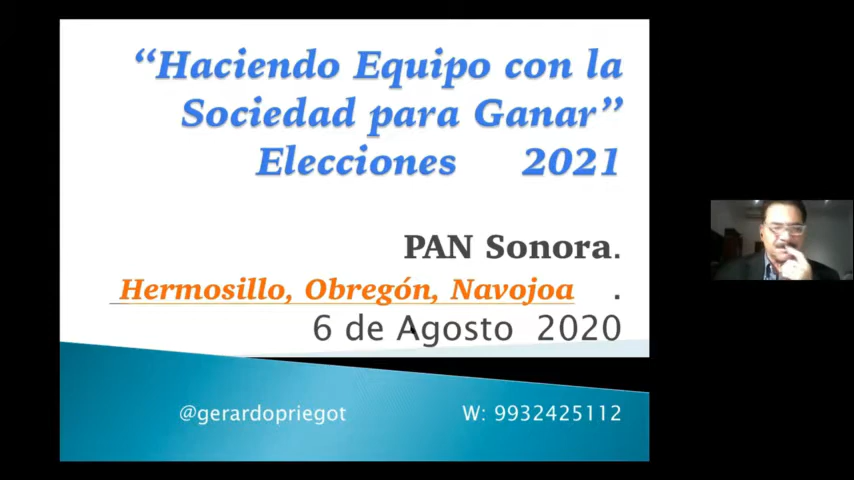 “Haciendo Equipo con la
Sociedad para Ganar”
Elecciones 2021
PAN Sonora.
Hermosillo, Obregón, Navojoa .
6 de Agosto 2020
@gerardopriegot W: 9932425112